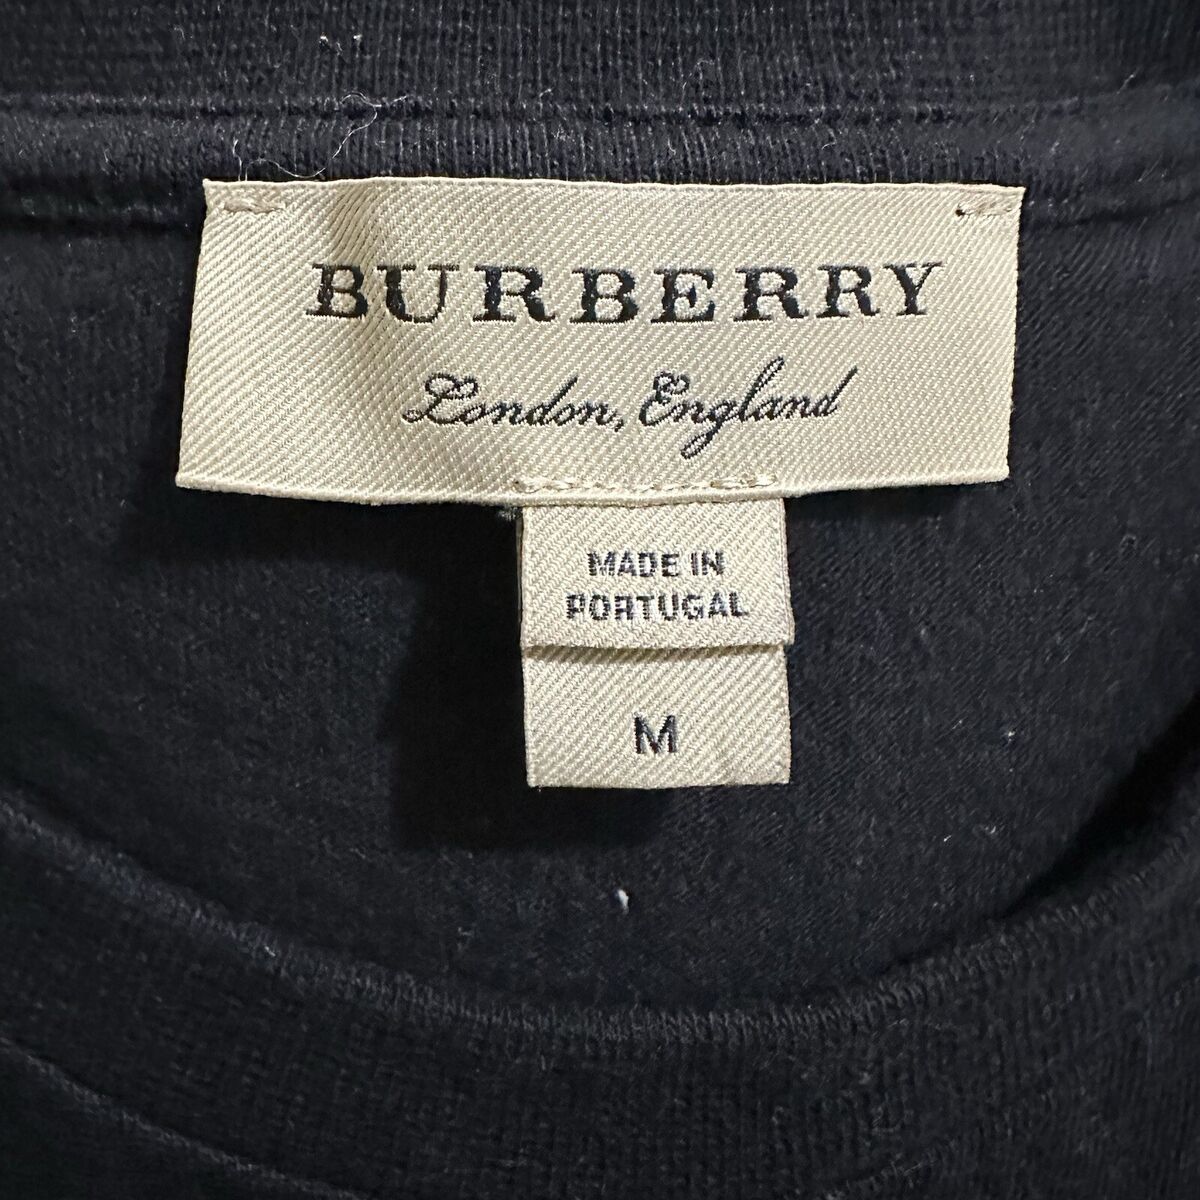 BURBERRY
London, England
MADE IN
PORTUGAL
M